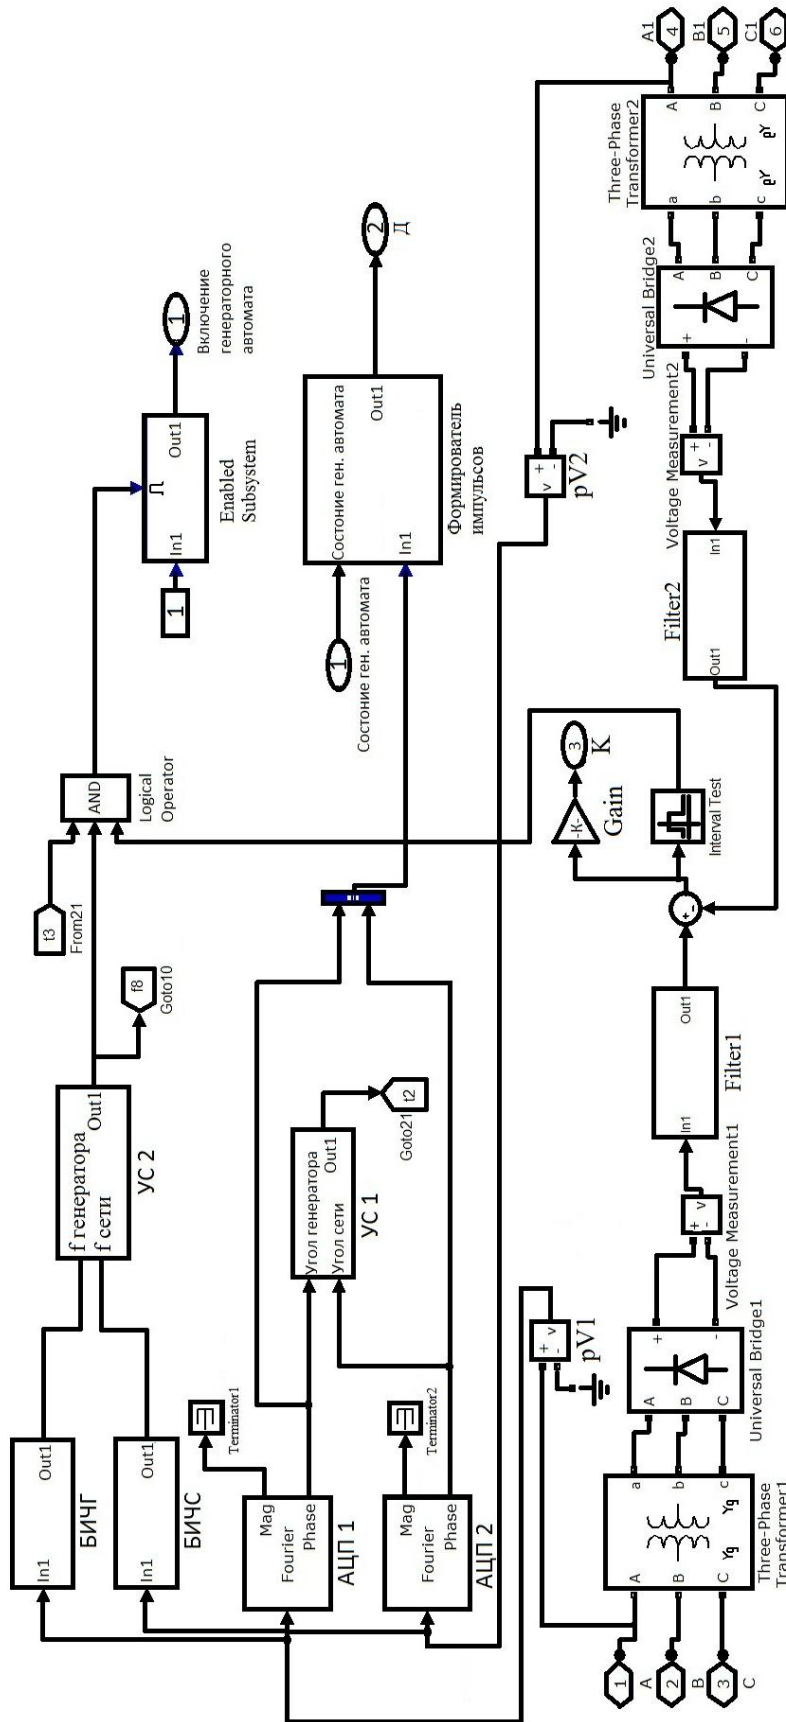 БИЧГ
In1
Out1
БИЧС
In1
Out1
f генератора
f сети
Out1
УС 2
f8
Goto10
t3
From21
AND
Logical
Operator
1
In1
Out1
Enabled
Subsystem
1
Включение
генераторного
автомата
Terminator1
Mag
Fourier
Phase
АЦП 1
Terminator2
Mag
Fourier
Phase
АЦП 2
Угол генератора
Угол сети
Out1
УС 1
t2
Goto21
1
Состоние ген. автомата
Состоние ген. автомата
In1
Out1
Формирователь
импульсов
2
Д
+
-
v
pV1
v
+
-
pV2
-K-
Gain
3
К
Interval Test
1
A
2
B
3
C
A
B
C
a
b
c
Yg
Yg
Three-Phase
Transformer1
A
B
C
+
-
Universal Bridge1
+
-
v
Voltage Measurement1
In1
Out1
Filter1
+
-
Filter2
Out1
In1
Voltage Measurement2
v
+
-
Universal Bridge2
+
-
A
B
C
Three-Phase
Transformer2
a
b
c
A
B
C
Yg
Yg
A1
4
B1
5
C1
6